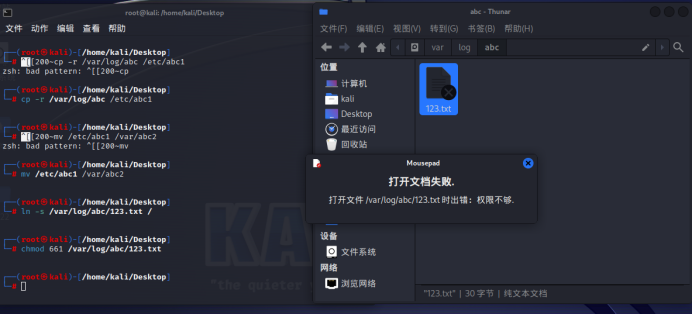 root@kali: /home/kali/Desktop
文件 动作 编辑 查看 帮助
┌──(root㉿kali)-[/home/kali/Desktop]
└─# ^[[200~cp -r /var/log/abc /etc/abc1
zsh: bad pattern: ^[[200~cp
┌──(root㉿kali)-[/home/kali/Desktop]
└─# cp -r /var/log/abc /etc/abc1
┌──(root㉿kali)-[/home/kali/Desktop]
└─# ^[[200~mv /etc/abc1 /var/abc2
zsh: bad pattern: ^[[200~mv
┌──(root㉿kali)-[/home/kali/Desktop]
└─# mv /etc/abc1 /var/abc2
┌──(root㉿kali)-[/home/kali/Desktop]
└─# ln -s /var/log/abc/123.txt /
┌──(root㉿kali)-[/home/kali/Desktop]
└─# chmod 661 /var/log/abc/123.txt
┌──(root㉿kali)-[/home/kali/Desktop]
└─#
KA
"the quieter
abc - Thunar
文件(F) 编辑(E) 视图(V) 转到(G) 书签(B) 帮助(H)
var log abc
位置
计算机
kali
Desktop
最近访问
回收站
设备
文件系统
网络
浏览网络
123.txt
"123.txt" | 30 字节 | 纯文本文档
Mousepad
打开文档失败.
打开文件 /var/log/abc/123.txt 时出错：权限不够.